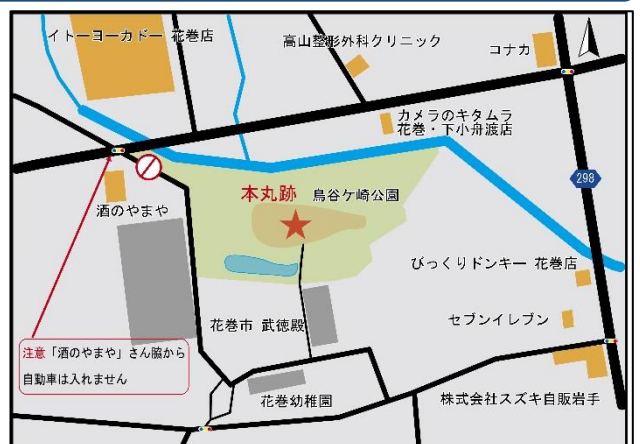 イトーヨーカドー 花巻店
高山整形外科クリニック
コナカ
カメラのキタムラ
花巻・下小舟渡店
298
酒のやまや
本丸跡
鳥谷ケ崎公園
びっくりドンキー 花巻店
花巻市 武徳殿
セブンイレブン
注意「酒のやまや」さん脇から
自動車は入れません
花巻幼稚園
株式会社スズキ自販岩手